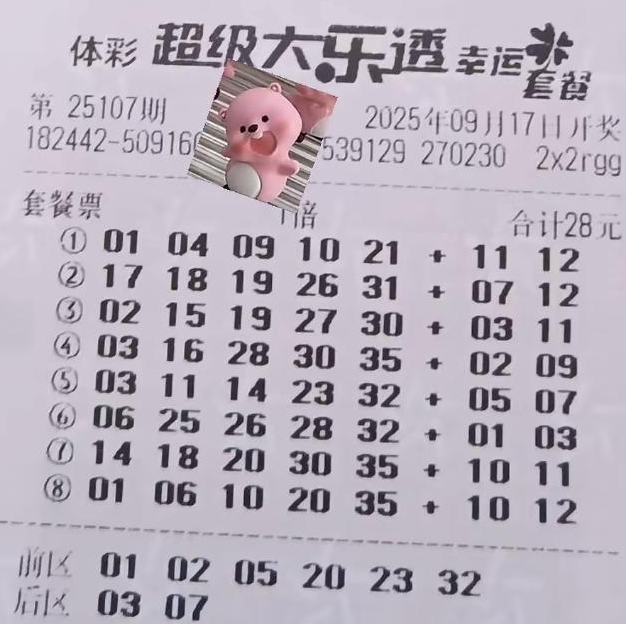 体彩 超级大乐透 幸运套餐
第 25107期 2025年09月17日开奖
182442-50916 539129 270230 2x2rgg
套餐票 1倍 合计28元
① 01 04 09 10 21 + 11 12
② 17 18 19 26 31 + 07 12
③ 02 15 19 27 30 + 03 11
④ 03 16 28 30 35 + 02 09
⑤ 03 11 14 23 32 + 05 07
⑥ 06 25 26 28 32 + 01 03
⑦ 14 18 20 30 35 + 10 11
⑧ 01 06 10 20 35 + 10 12
前区 01 02 05 20 23 32
后区 03 07